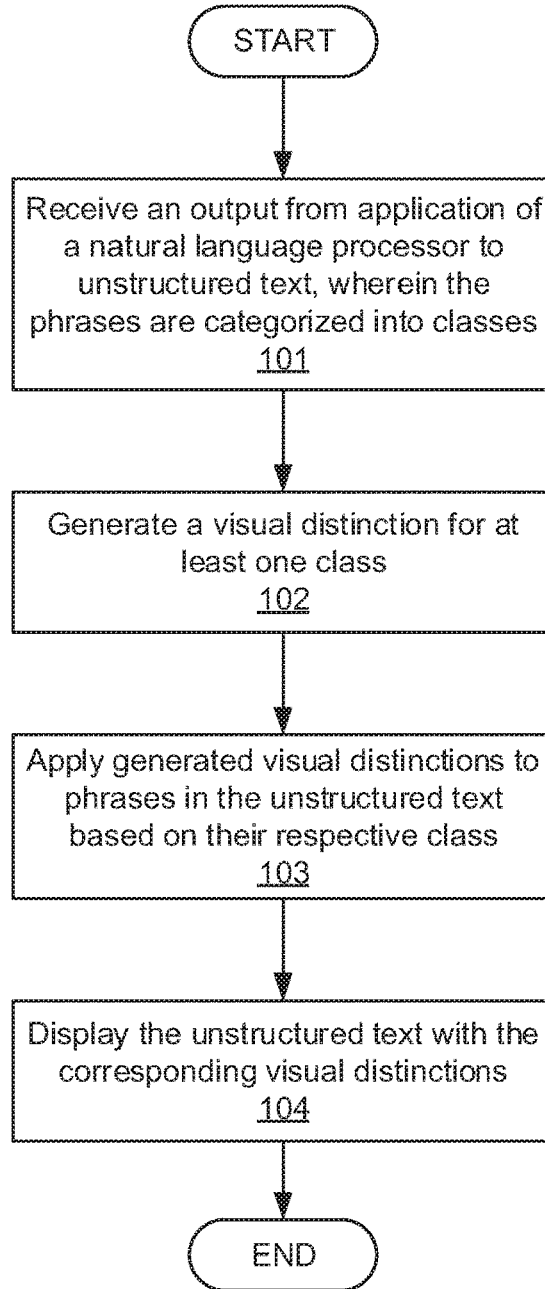 START
Receive an output from application of
a natural language processor to
unstructured text, wherein the
phrases are categorized into classes
101
Generate a visual distinction for at
least one class
102
Apply generated visual distinctions to
phrases in the unstructured text
based on their respective class
103
Display the unstructured text with the
corresponding visual distinctions
104
END